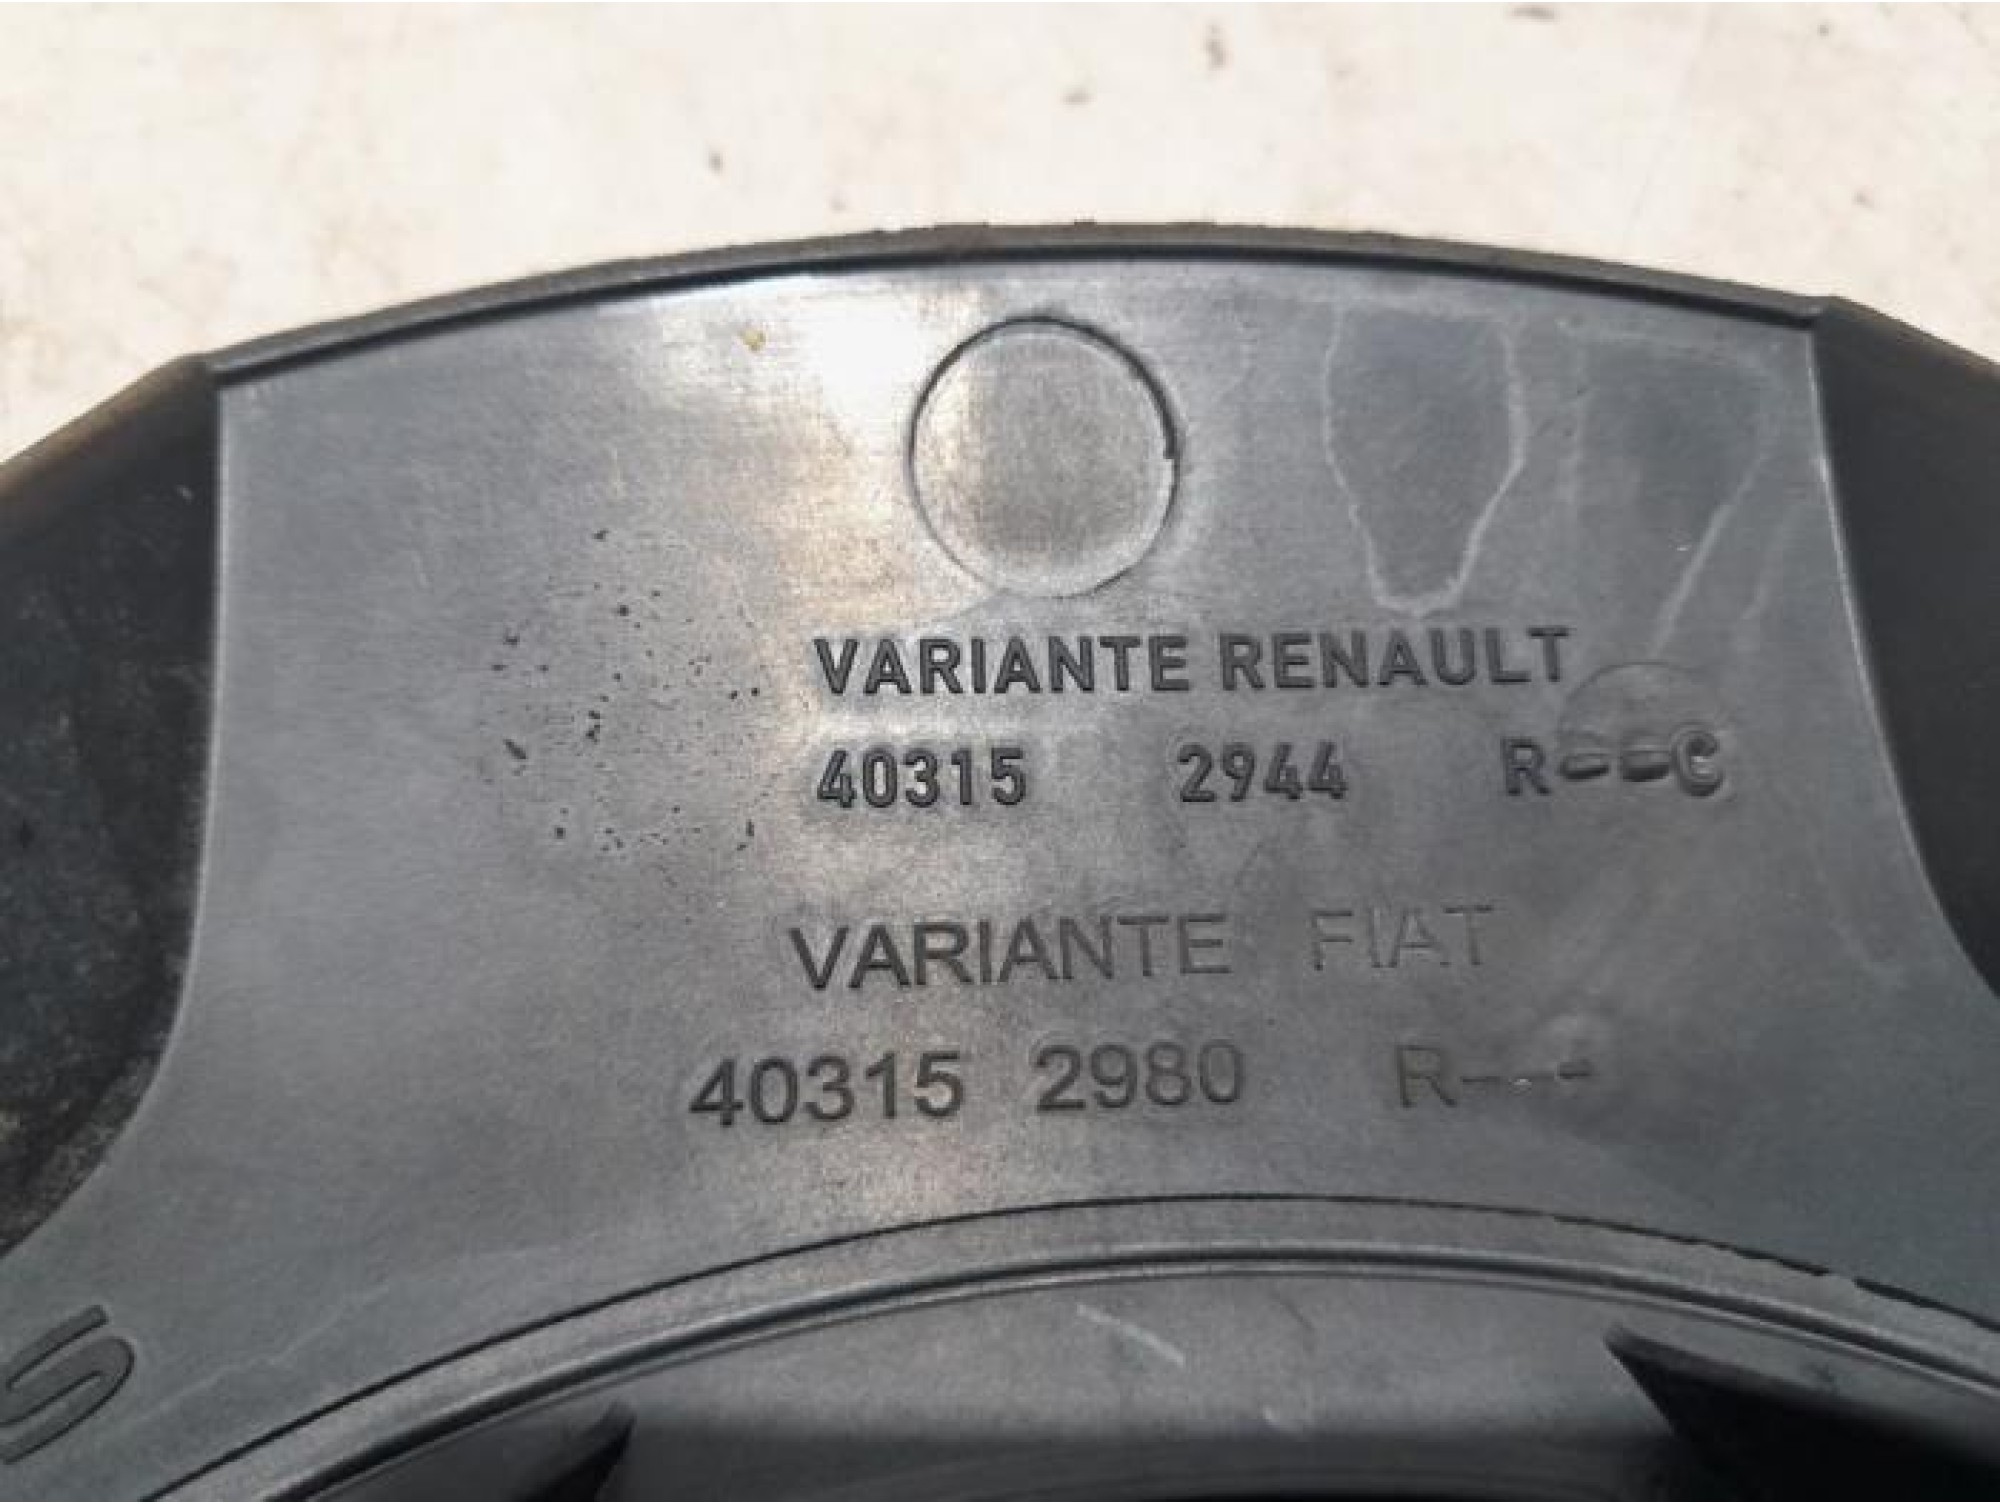 VARIANTE RENAULT
40315 2944 R--C
VARIANTE FIAT
40315 2980 R---
S